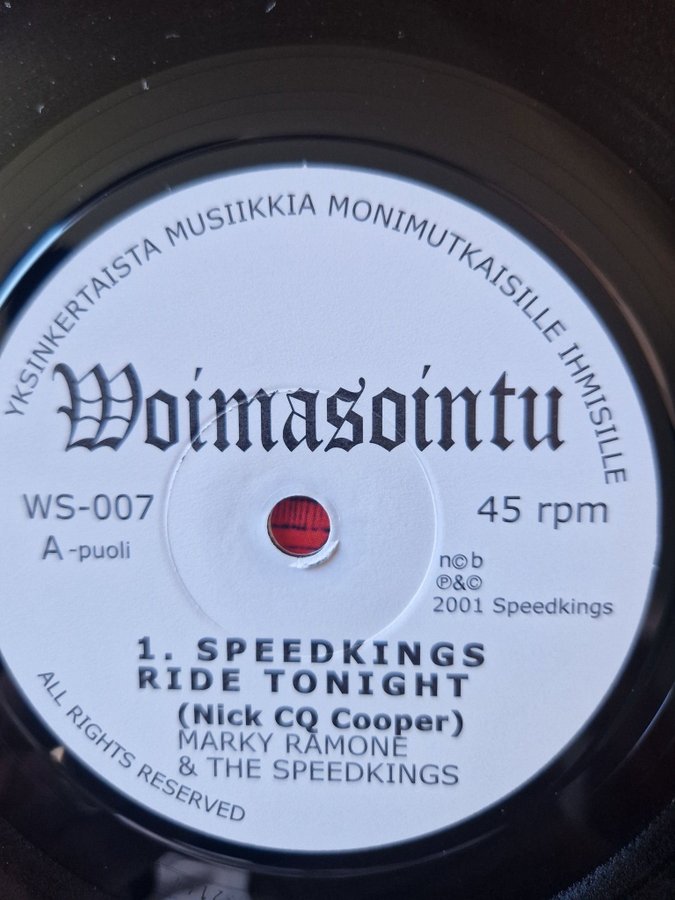 YKSINKERTAISTA MUSIIKKIA MONIMUTKAISILLE IHMISILLE
Woimasointu
WS-007
45 rpm
A-puoli
n©b
℗&©
2001 Speedkings
1. SPEEDKINGS
RIDE TONIGHT
(Nick CQ Cooper)
MARKY RAMONE
& THE SPEEDKINGS
ALL RIGHTS RESERVED